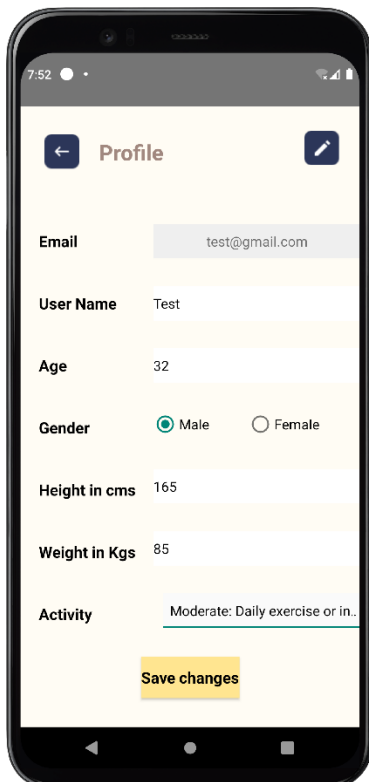 7:52
Profile
Email test@gmail.com
User Name Test
Age 32
Gender Male Female
Height in cms 165
Weight in Kgs 85
Activity Moderate: Daily exercise or in..
Save changes